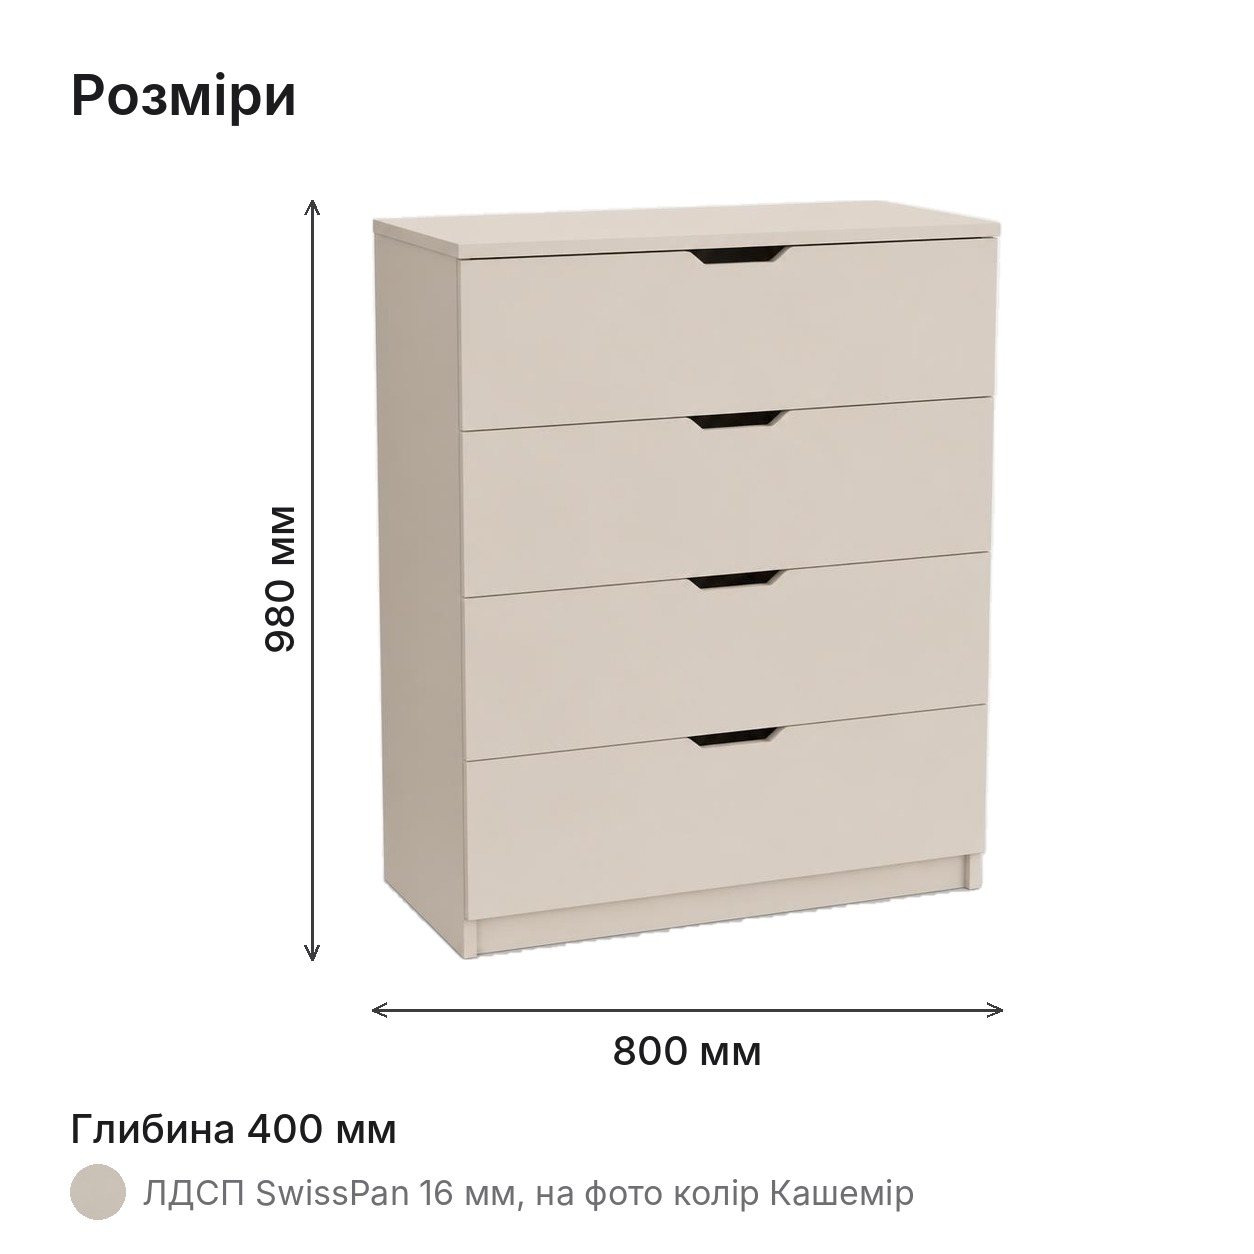 Розміри
980 мм
800 мм
Глибина 400 мм
ЛДСП SwissPan 16 мм, на фото колір Кашемір